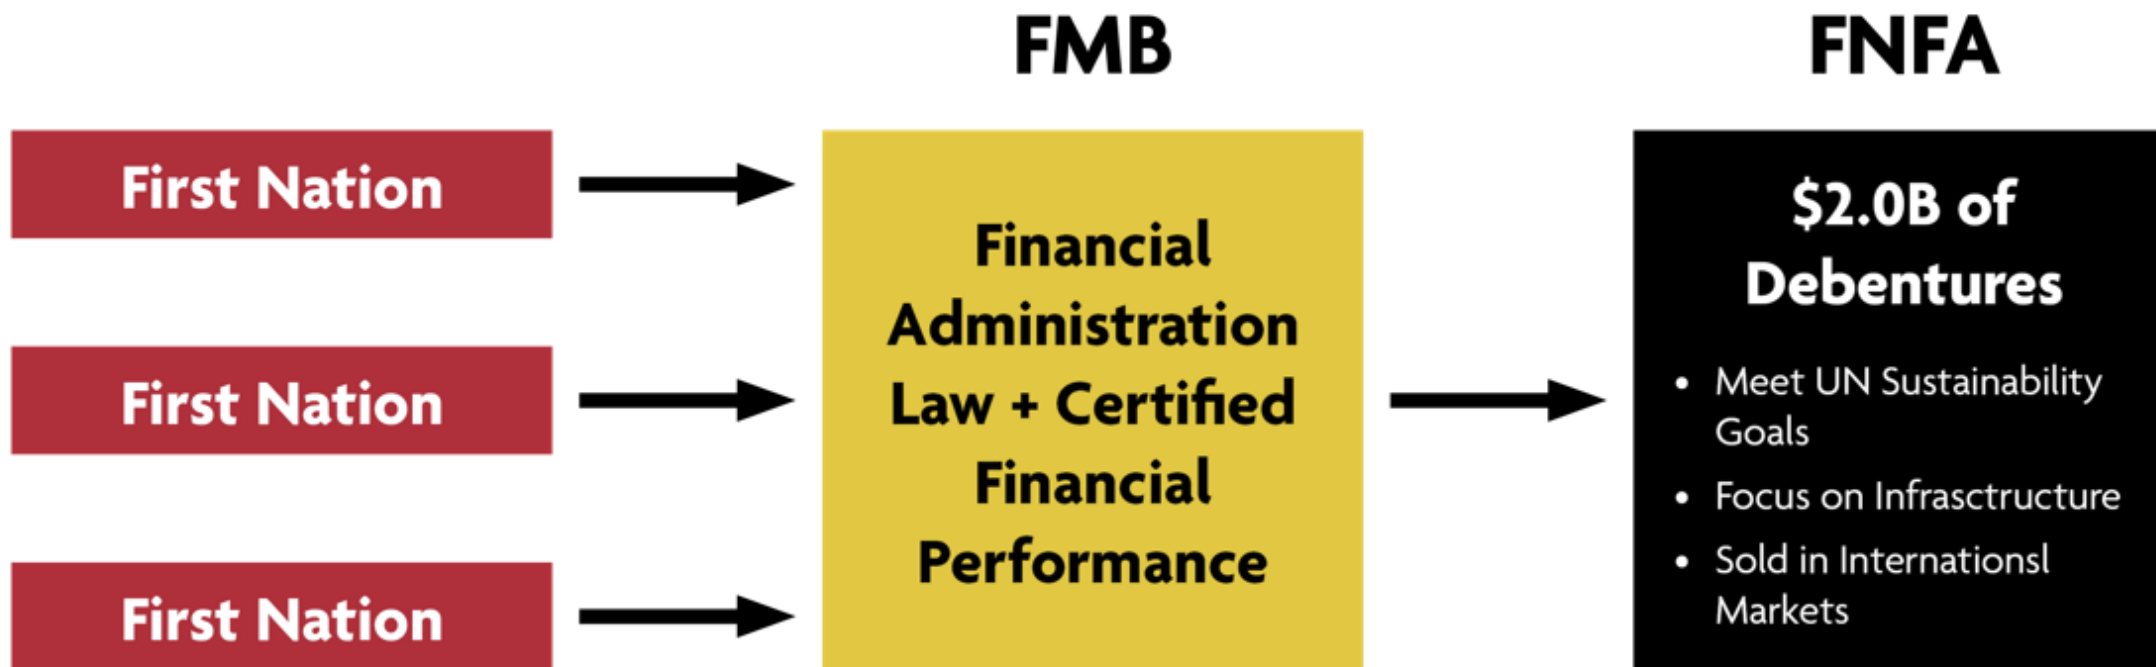 FMB
FNFA
First Nation
First Nation
First Nation
Financial
Administration
Law + Certified
Financial
Performance
$2.0B of
Debentures
• Meet UN Sustainability
Goals
• Focus on Infrasctructure
• Sold in Internationsl
Markets